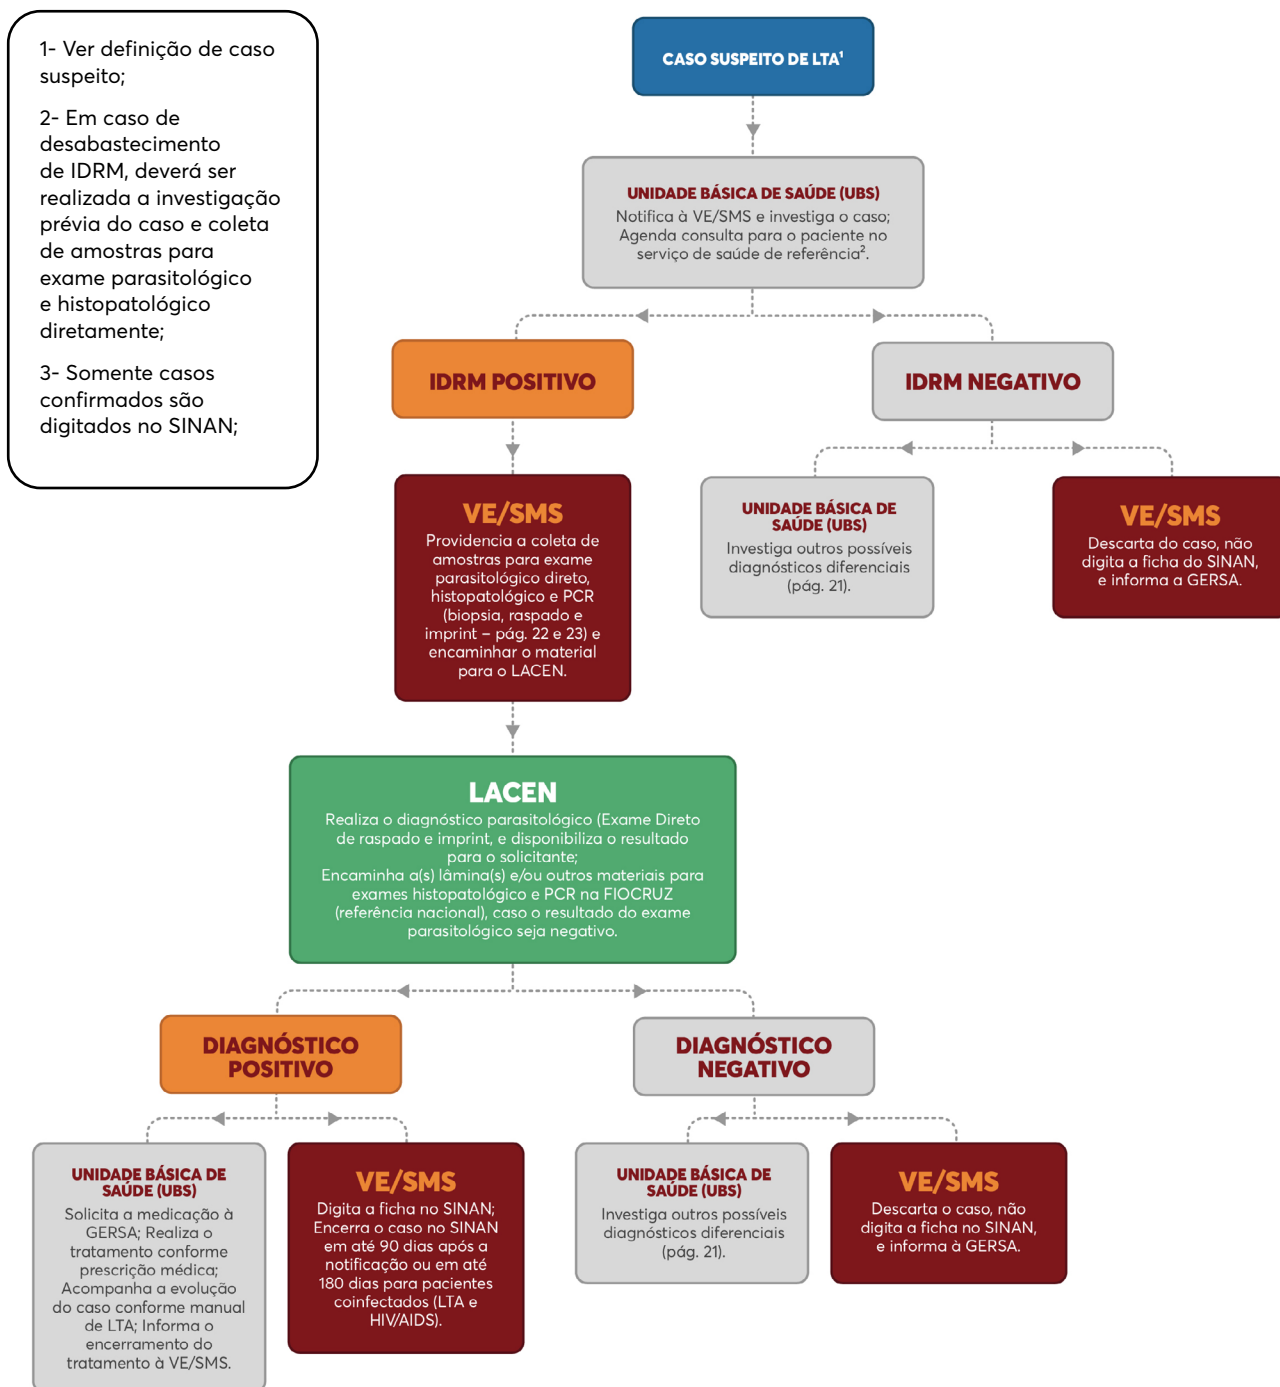 1- Ver definição de caso
suspeito;
2- Em caso de
desabastecimento
de IDRM, deverá ser
realizada a investigação
prévia do caso e coleta
de amostras para
exame parasitológico
e histopatológico
diretamente;
3- Somente casos
confirmados são
digitados no SINAN;
CASO SUSPEITO DE LTA¹
UNIDADE BÁSICA DE SAÚDE (UBS)
Notifica à VE/SMS e investiga o caso;
Agenda consulta para o paciente no
serviço de saúde de referência².
IDRM POSITIVO
IDRM NEGATIVO
VE/SMS
Providencia a coleta de
amostras para exame
parasitológico direto,
histopatológico e PCR
(biopsia, raspado e
imprint – pág. 22 e 23) e
encaminhar o material
para o LACEN.
UNIDADE BÁSICA DE
SAÚDE (UBS)
Investiga outros possíveis
diagnósticos diferenciais
(pág. 21).
VE/SMS
Descarta do caso, não
digita a ficha do SINAN,
e informa a GERSA.
LACEN
Realiza o diagnóstico parasitológico (Exame Direto
de raspado e imprint, e disponibiliza o resultado
para o solicitante;
Encaminha a(s) lâmina(s) e/ou outros materiais para
exames histopatológico e PCR na FIOCRUZ
(referência nacional), caso o resultado do exame
parasitológico seja negativo.
DIAGNÓSTICO
POSITIVO
DIAGNÓSTICO
NEGATIVO
UNIDADE BÁSICA DE
SAÚDE (UBS)
Solicita a medicação à
GERSA; Realiza o
tratamento conforme
prescrição médica;
Acompanha a evolução
do caso conforme manual
de LTA; Informa o
encerramento do
tratamento à VE/SMS.
VE/SMS
Digita a ficha no SINAN;
Encerra o caso no SINAN
em até 90 dias após a
notificação ou em até
180 dias para pacientes
coinfectados (LTA e
HIV/AIDS).
UNIDADE BÁSICA DE
SAÚDE (UBS)
Investiga outros possíveis
diagnósticos diferenciais
(pág. 21).
VE/SMS
Descarta o caso, não
digita a ficha no SINAN,
e informa à GERSA.